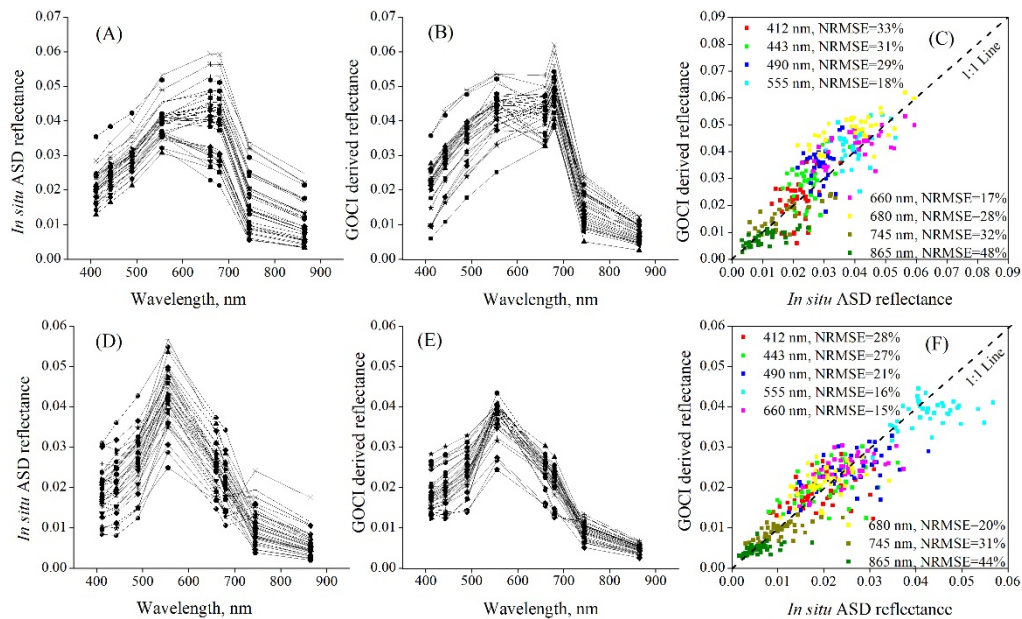 (A)
In situ ASD reflectance
0.07
0.06
0.05
0.04
0.03
0.02
0.01
0.00
400 500 600 700 800 900
Wavelength, nm
(B)
GOCI derived reflectance
0.07
0.06
0.05
0.04
0.03
0.02
0.01
0.00
400 500 600 700 800 900
Wavelength, nm
(C)
GOCI derived reflectance
0.09
0.08
0.07
0.06
0.05
0.04
0.03
0.02
0.01
0.00
412 nm, NRMSE=33%
443 nm, NRMSE=31%
490 nm, NRMSE=29%
555 nm, NRMSE=18%
1:1 Line
660 nm, NRMSE=17%
680 nm, NRMSE=28%
745 nm, NRMSE=32%
865 nm, NRMSE=48%
0.00 0.01 0.02 0.03 0.04 0.05 0.06 0.07 0.08 0.09
In situ ASD reflectance
(D)
In situ ASD reflectance
0.06
0.05
0.04
0.03
0.02
0.01
0.00
400 500 600 700 800 900
Wavelength, nm
(E)
GOCI derived reflectance
0.06
0.05
0.04
0.03
0.02
0.01
0.00
400 500 600 700 800 900
Wavelength, nm
(F)
GOCI derived reflectance
0.06
0.05
0.04
0.03
0.02
0.01
0.00
412 nm, NRMSE=28%
443 nm, NRMSE=27%
490 nm, NRMSE=21%
555 nm, NRMSE=16%
660 nm, NRMSE=15%
1:1 Line
680 nm, NRMSE=20%
745 nm, NRMSE=31%
865 nm, NRMSE=44%
0.00 0.01 0.02 0.03 0.04 0.05 0.06
In situ ASD reflectance